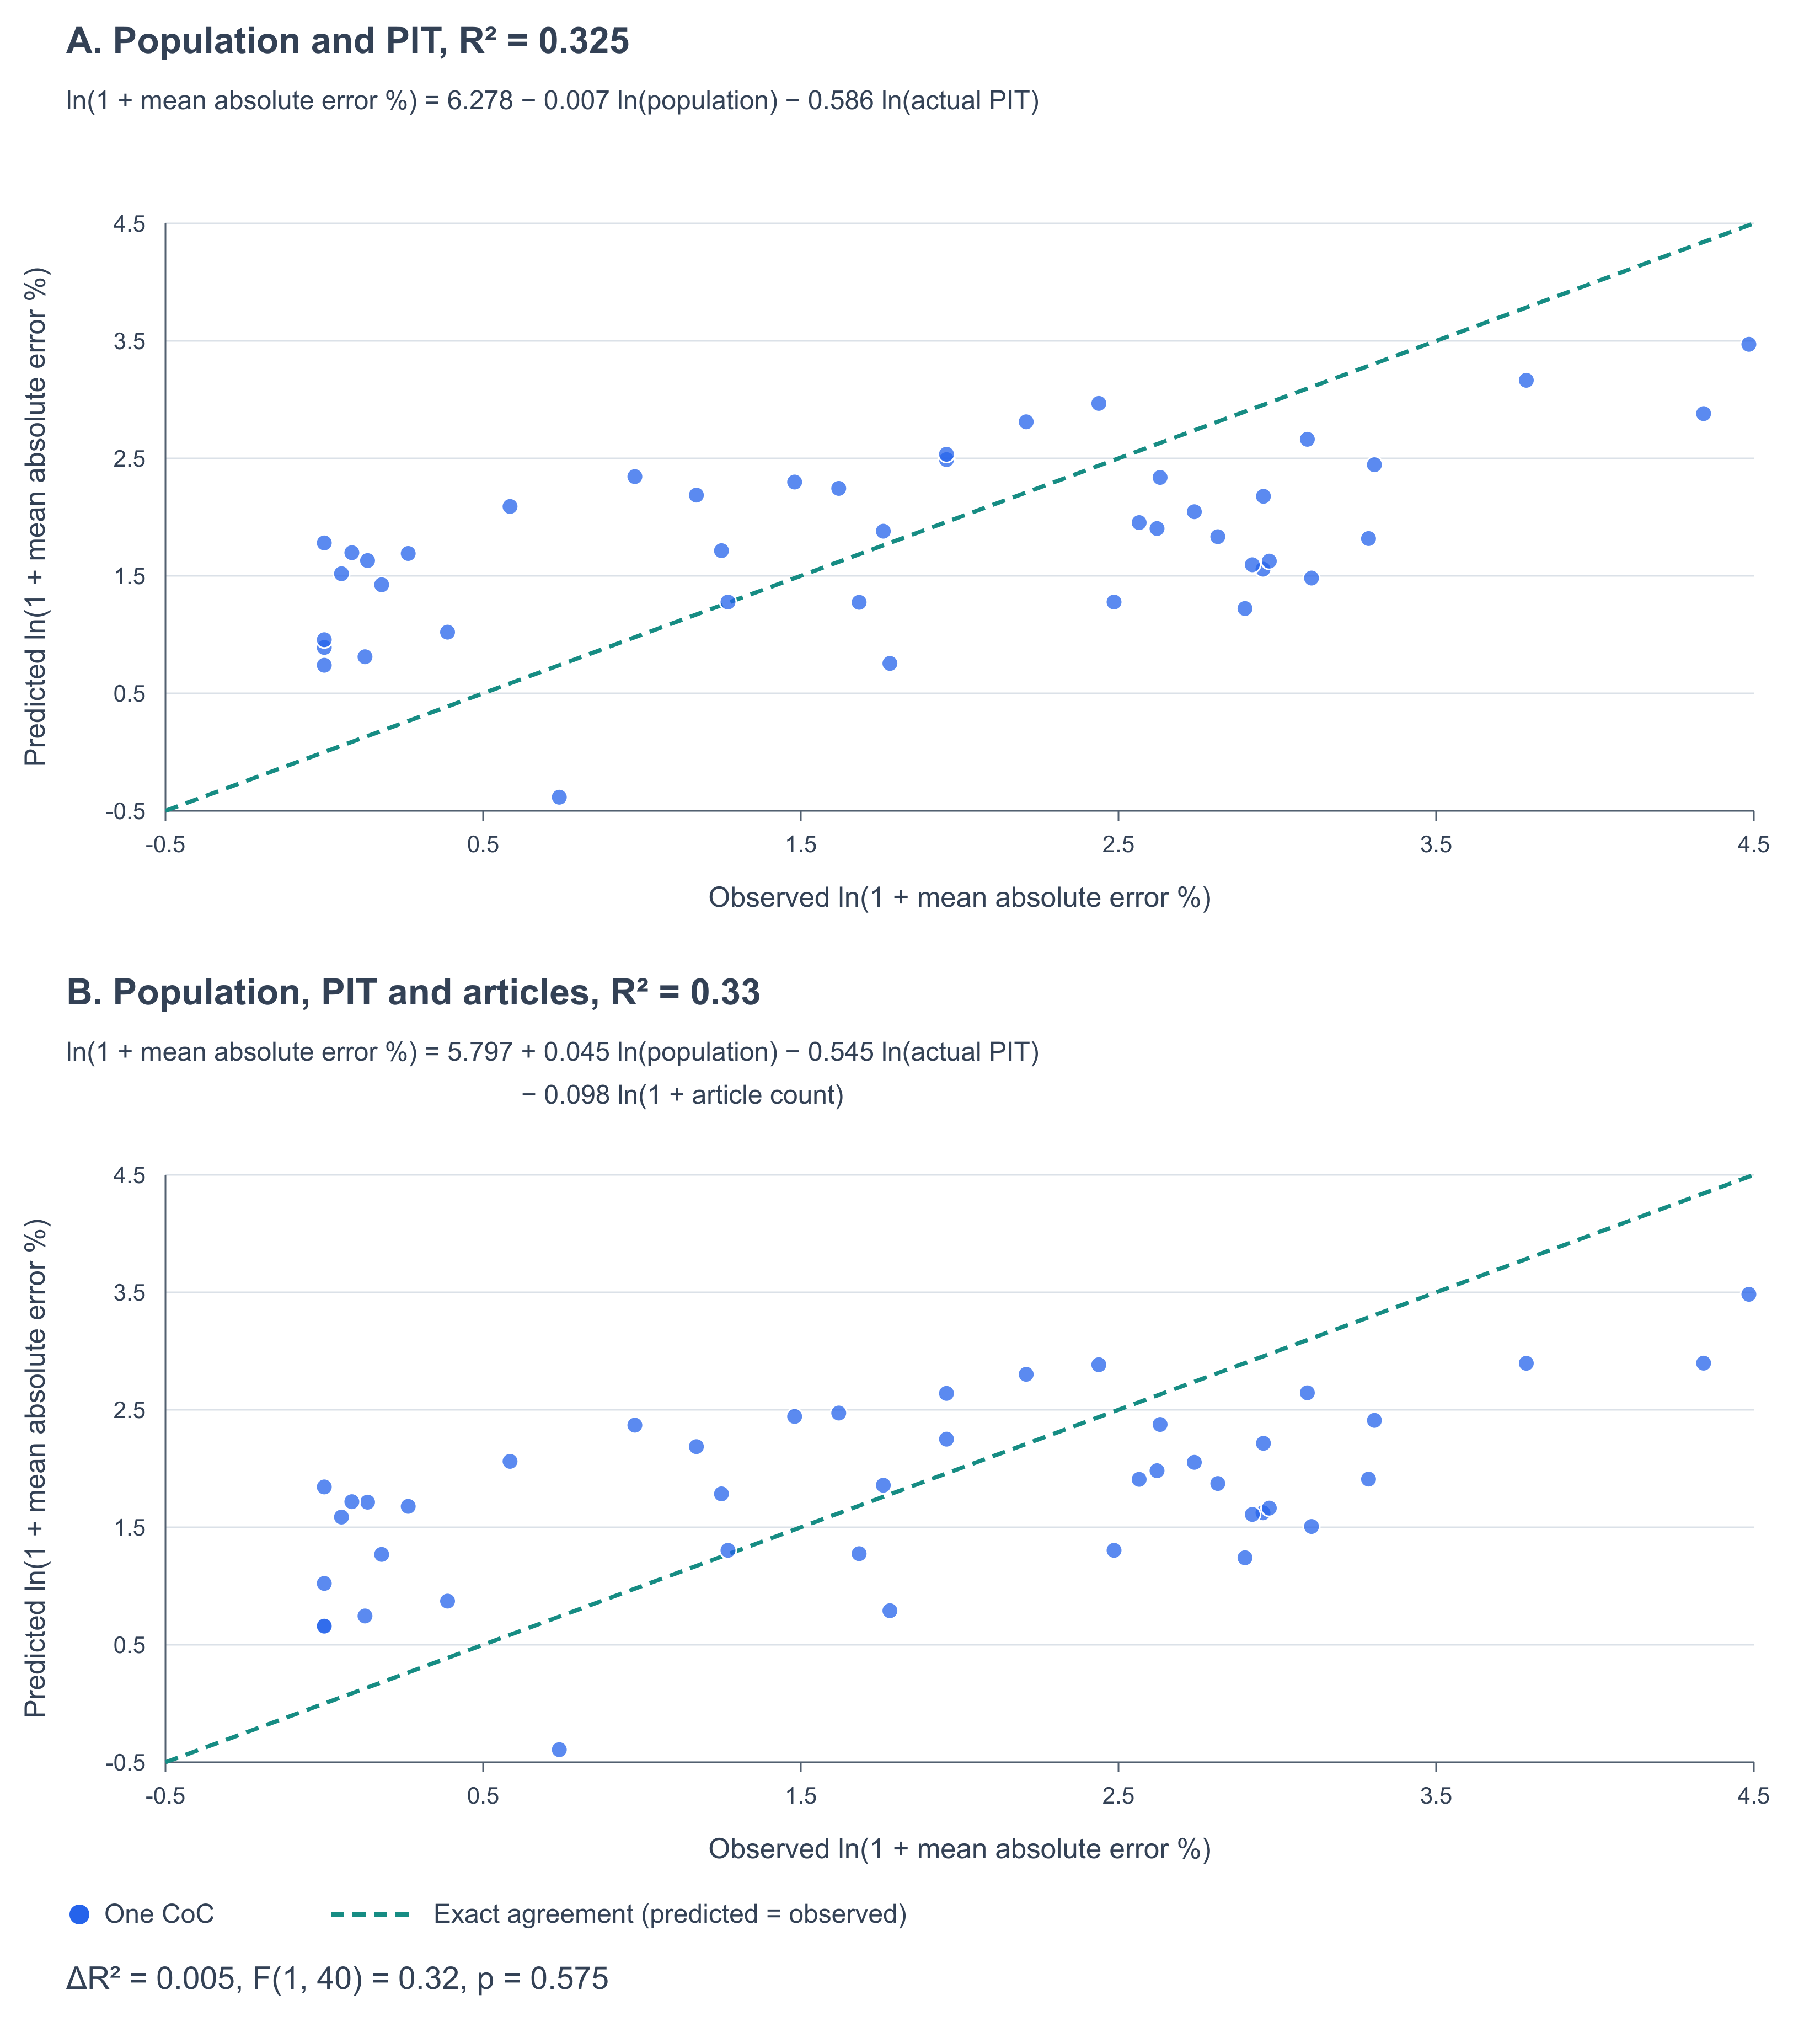 A. Population and PIT, R² = 0.325
ln(1 + mean absolute error %) = 6.278 − 0.007 ln(population) − 0.586 ln(actual PIT)
Predicted ln(1 + mean absolute error %)
4.5
3.5
2.5
1.5
0.5
-0.5
-0.5 0.5 1.5 2.5 3.5 4.5
Observed ln(1 + mean absolute error %)
B. Population, PIT and articles, R² = 0.33
ln(1 + mean absolute error %) = 5.797 + 0.045 ln(population) − 0.545 ln(actual PIT)
− 0.098 ln(1 + article count)
Predicted ln(1 + mean absolute error %)
4.5
3.5
2.5
1.5
0.5
-0.5
-0.5 0.5 1.5 2.5 3.5 4.5
Observed ln(1 + mean absolute error %)
One CoC Exact agreement (predicted = observed)
ΔR² = 0.005, F(1, 40) = 0.32, p = 0.575